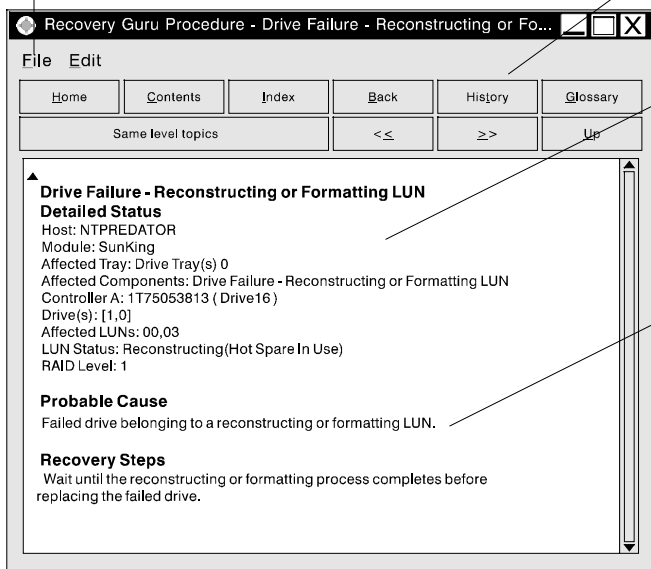 Recovery Guru Procedure - Drive Failure - Reconstructing or Fo...
File Edit
Home Contents Index Back History Glossary
Same level topics << >> Up
Drive Failure - Reconstructing or Formatting LUN
Detailed Status
Host: NTPREDATOR
Module: SunKing
Affected Tray: Drive Tray(s) 0
Affected Components: Drive Failure - Reconstructing or Formatting LUN
Controller A: 1T75053813 ( Drive16 )
Drive(s): [1,0]
Affected LUNs: 00,03
LUN Status: Reconstructing(Hot Spare In Use)
RAID Level: 1
Probable Cause
Failed drive belonging to a reconstructing or formatting LUN.
Recovery Steps
Wait until the reconstructing or formatting process completes before
replacing the failed drive.